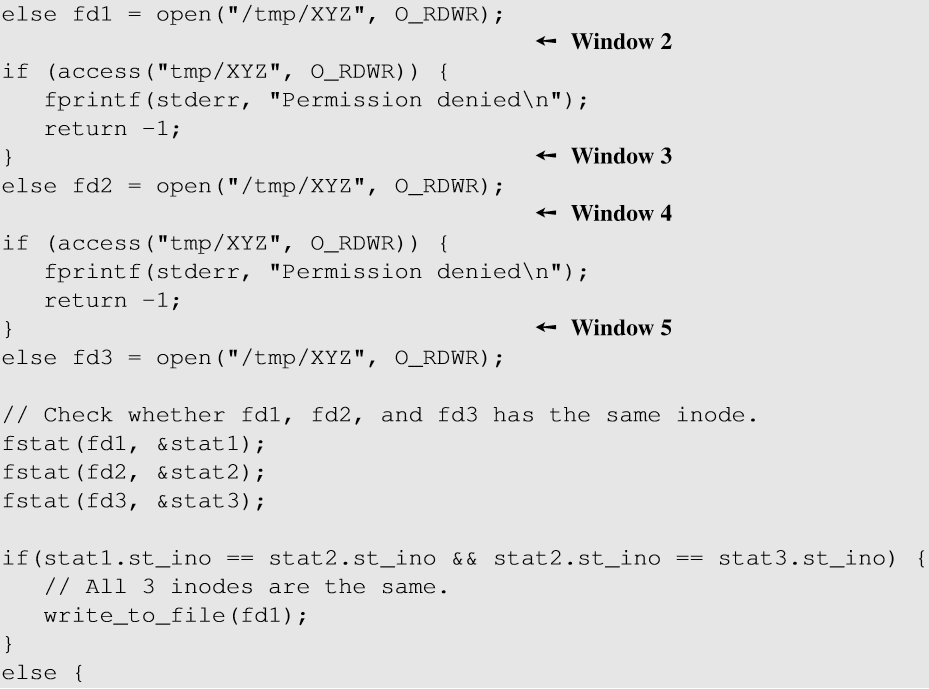 else fd1 = open("/tmp/XYZ", O_RDWR);
← Window 2
if (access("tmp/XYZ", O_RDWR)) {
fprintf(stderr, "Permission denied\n");
return -1;
}
← Window 3
else fd2 = open("/tmp/XYZ", O_RDWR);
← Window 4
if (access("tmp/XYZ", O_RDWR)) {
fprintf(stderr, "Permission denied\n");
return -1;
}
← Window 5
else fd3 = open("/tmp/XYZ", O_RDWR);
// Check whether fd1, fd2, and fd3 has the same inode.
fstat(fd1, &stat1);
fstat(fd2, &stat2);
fstat(fd3, &stat3);
if(stat1.st_ino == stat2.st_ino && stat2.st_ino == stat3.st_ino) {
// All 3 inodes are the same.
write_to_file(fd1);
}
else {